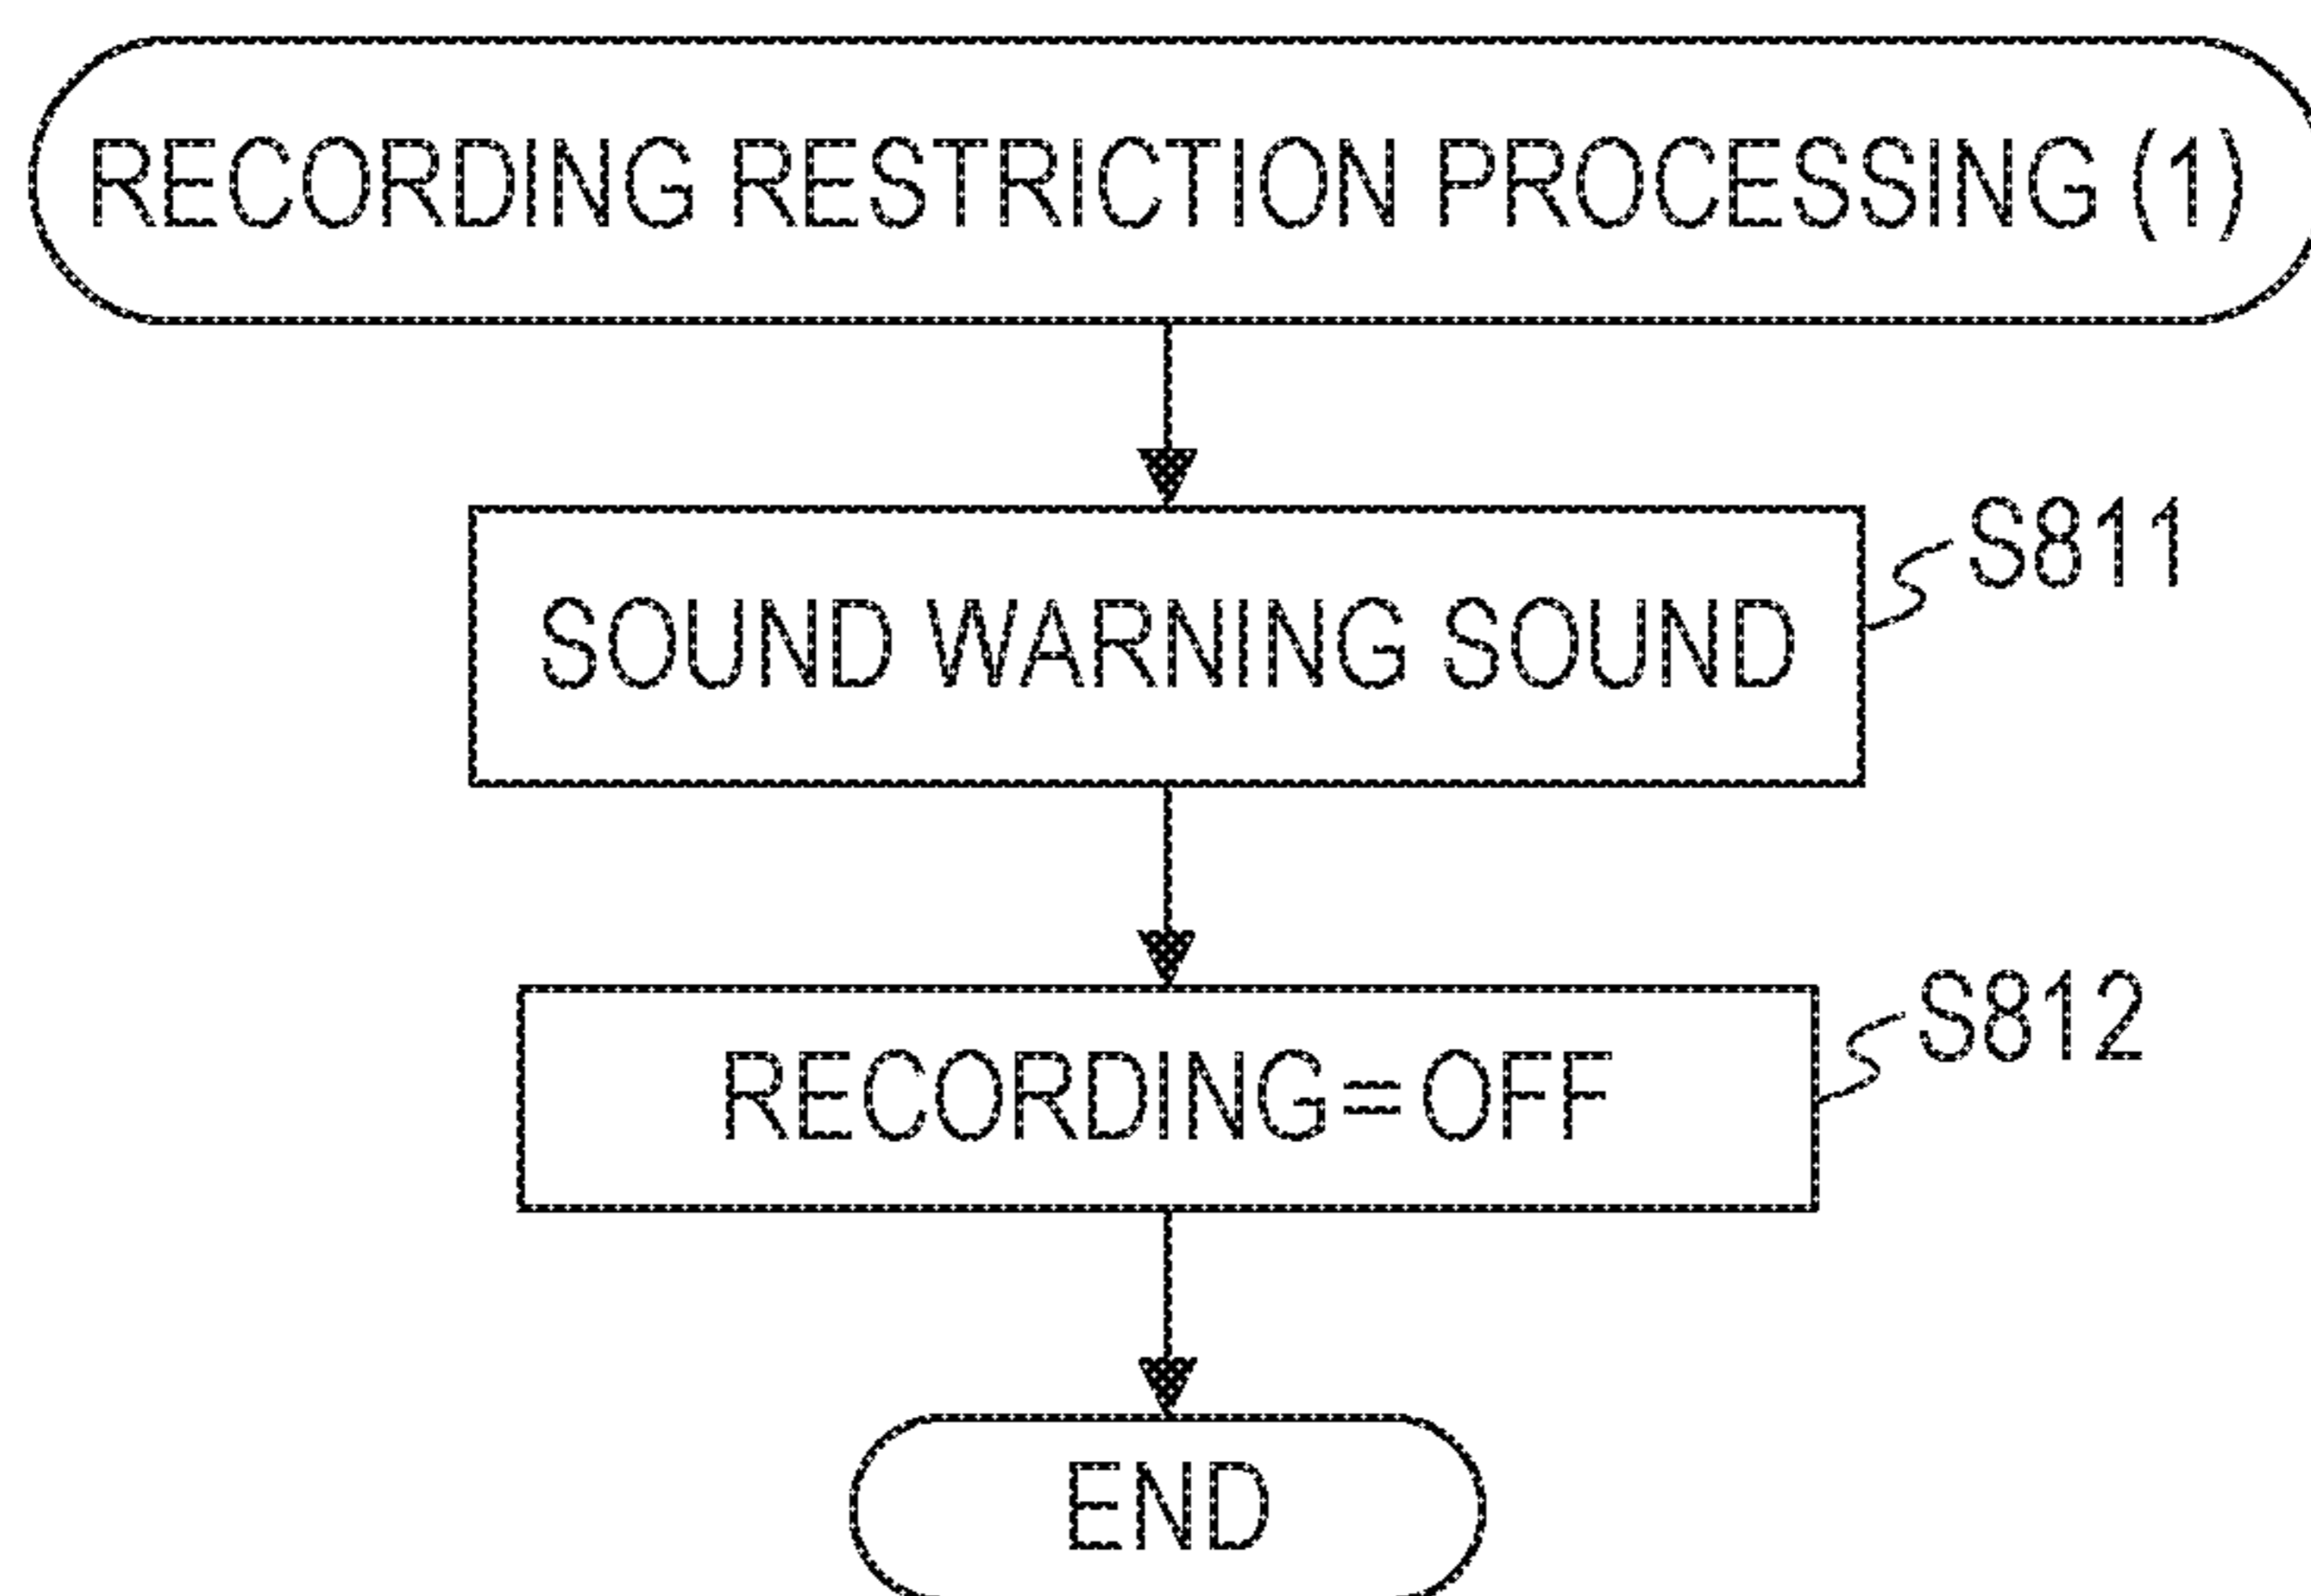 RECORDING RESTRICTION PROCESSING (1)
SOUND WARNING SOUND
S811
RECORDING=OFF
S812
END